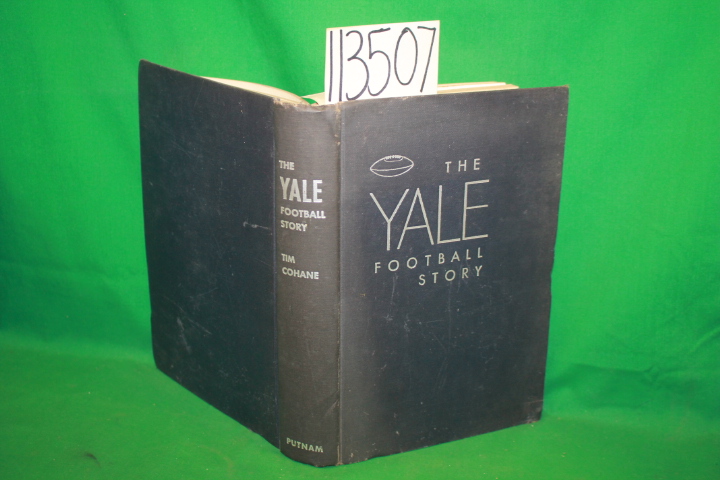 113507
THE
YALE
FOOTBALL
STORY
TIM
COHANE
PUTNAM
THE
YALE
FOOTBALL
STORY